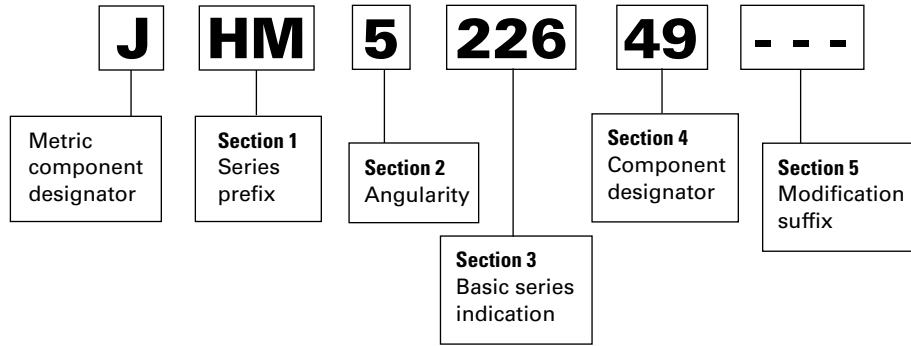 J HM 5 226 49 - - -
Metric
component
designator
Section 1
Series
prefix
Section 2
Angularity
Section 3
Basic series
indication
Section 4
Component
designator
Section 5
Modification
suffix